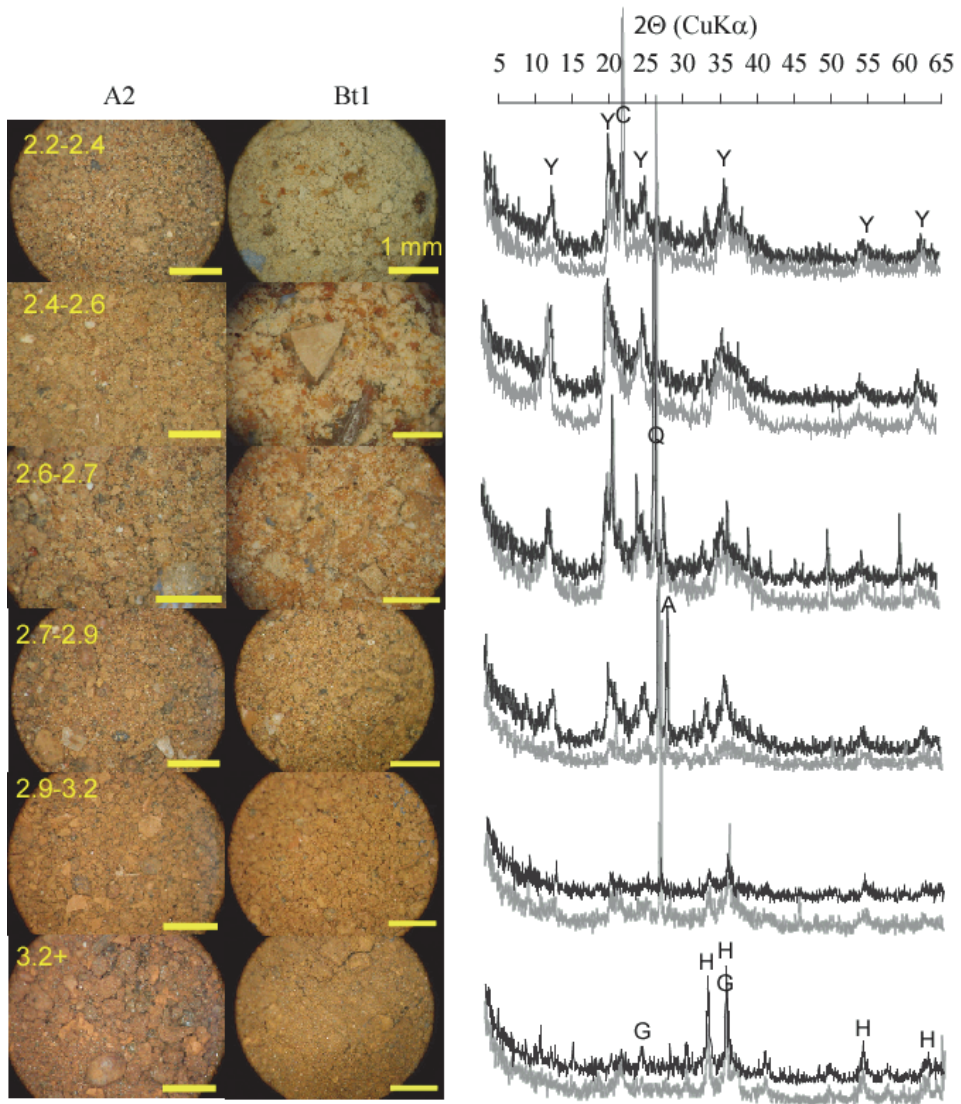 2Θ (CuKα)
5 10 15 20 25 30 35 40 45 50 55 60 65
A2 Bt1
2.2-2.4
1 mm
C
Y Y Y Y Y Y
2.4-2.6
2.6-2.7
Q
2.7-2.9
A
2.9-3.2
3.2+
H
H G H H
G